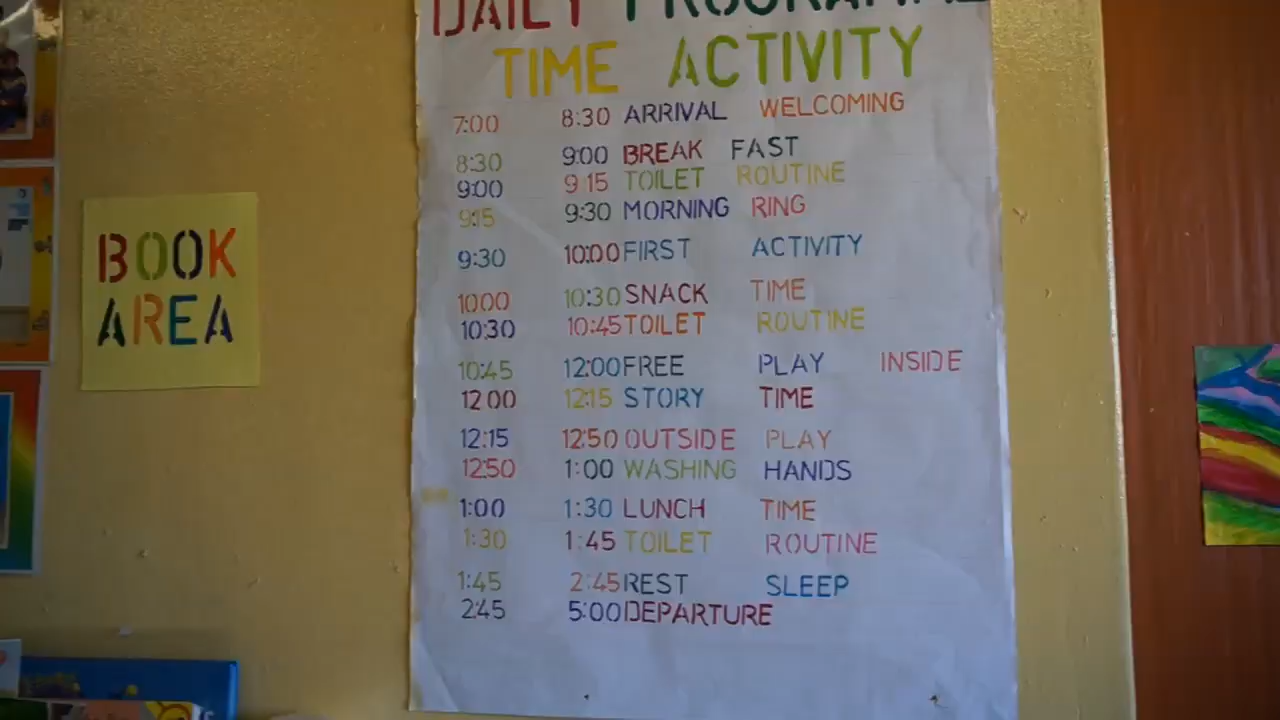 DAILY PROGRAMME
TIME ACTIVITY
7:00 8:30 ARRIVAL WELCOMING
8:30 9:00 BREAK FAST
9:00 9:15 TOILET ROUTINE
9:15 9:30 MORNING RING
9:30 10:00 FIRST ACTIVITY
10:00 10:30 SNACK TIME
10:30 10:45 TOILET ROUTINE
10:45 12:00 FREE PLAY INSIDE
12:00 12:15 STORY TIME
12:15 12:50 OUTSIDE PLAY
12:50 1:00 WASHING HANDS
1:00 1:30 LUNCH TIME
1:30 1:45 TOILET ROUTINE
1:45 2:45 REST SLEEP
2:45 5:00 DEPARTURE
BOOK
AREA